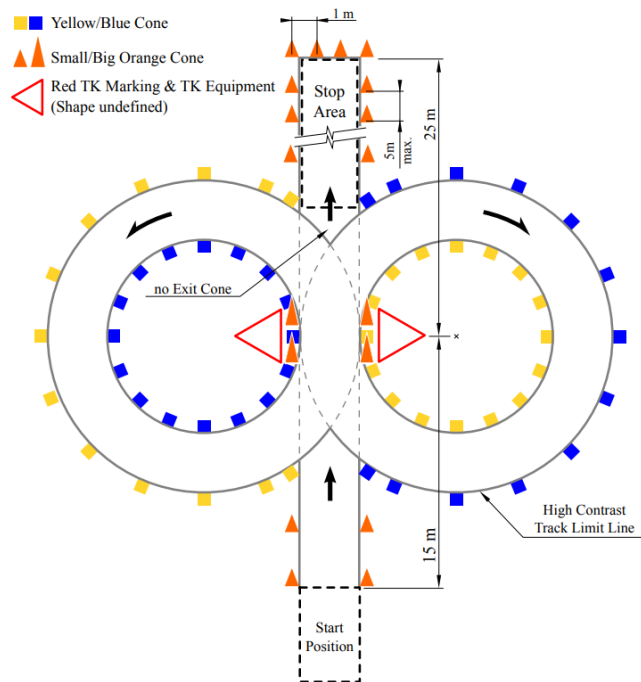 Yellow/Blue Cone
Small/Big Orange Cone
Red TK Marking & TK Equipment
(Shape undefined)
1 m
Stop
Area
5m
max.
25 m
no Exit Cone
15 m
High Contrast
Track Limit Line
Start
Position